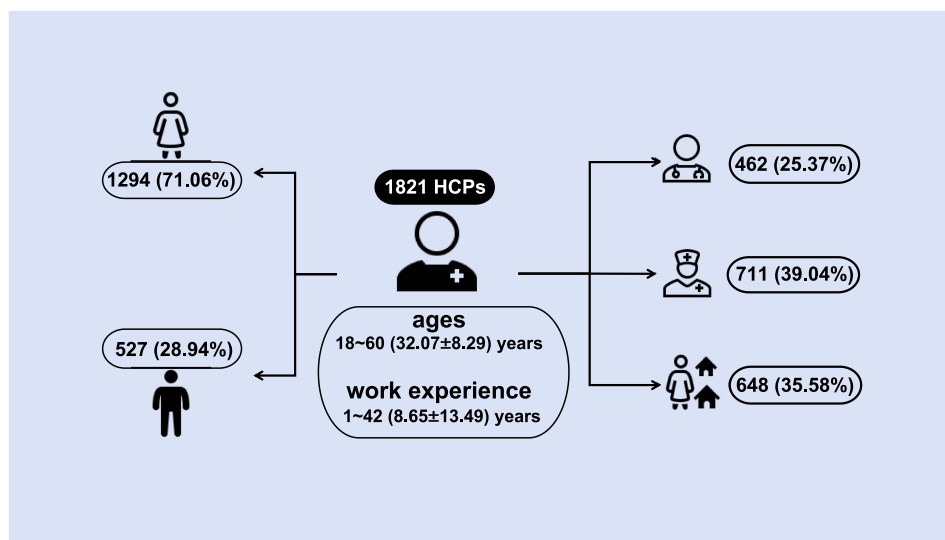 1294 (71.06%)
527 (28.94%)
1821 HCPs
ages
18~60 (32.07±8.29) years
work experience
1~42 (8.65±13.49) years
462 (25.37%)
711 (39.04%)
648 (35.58%)